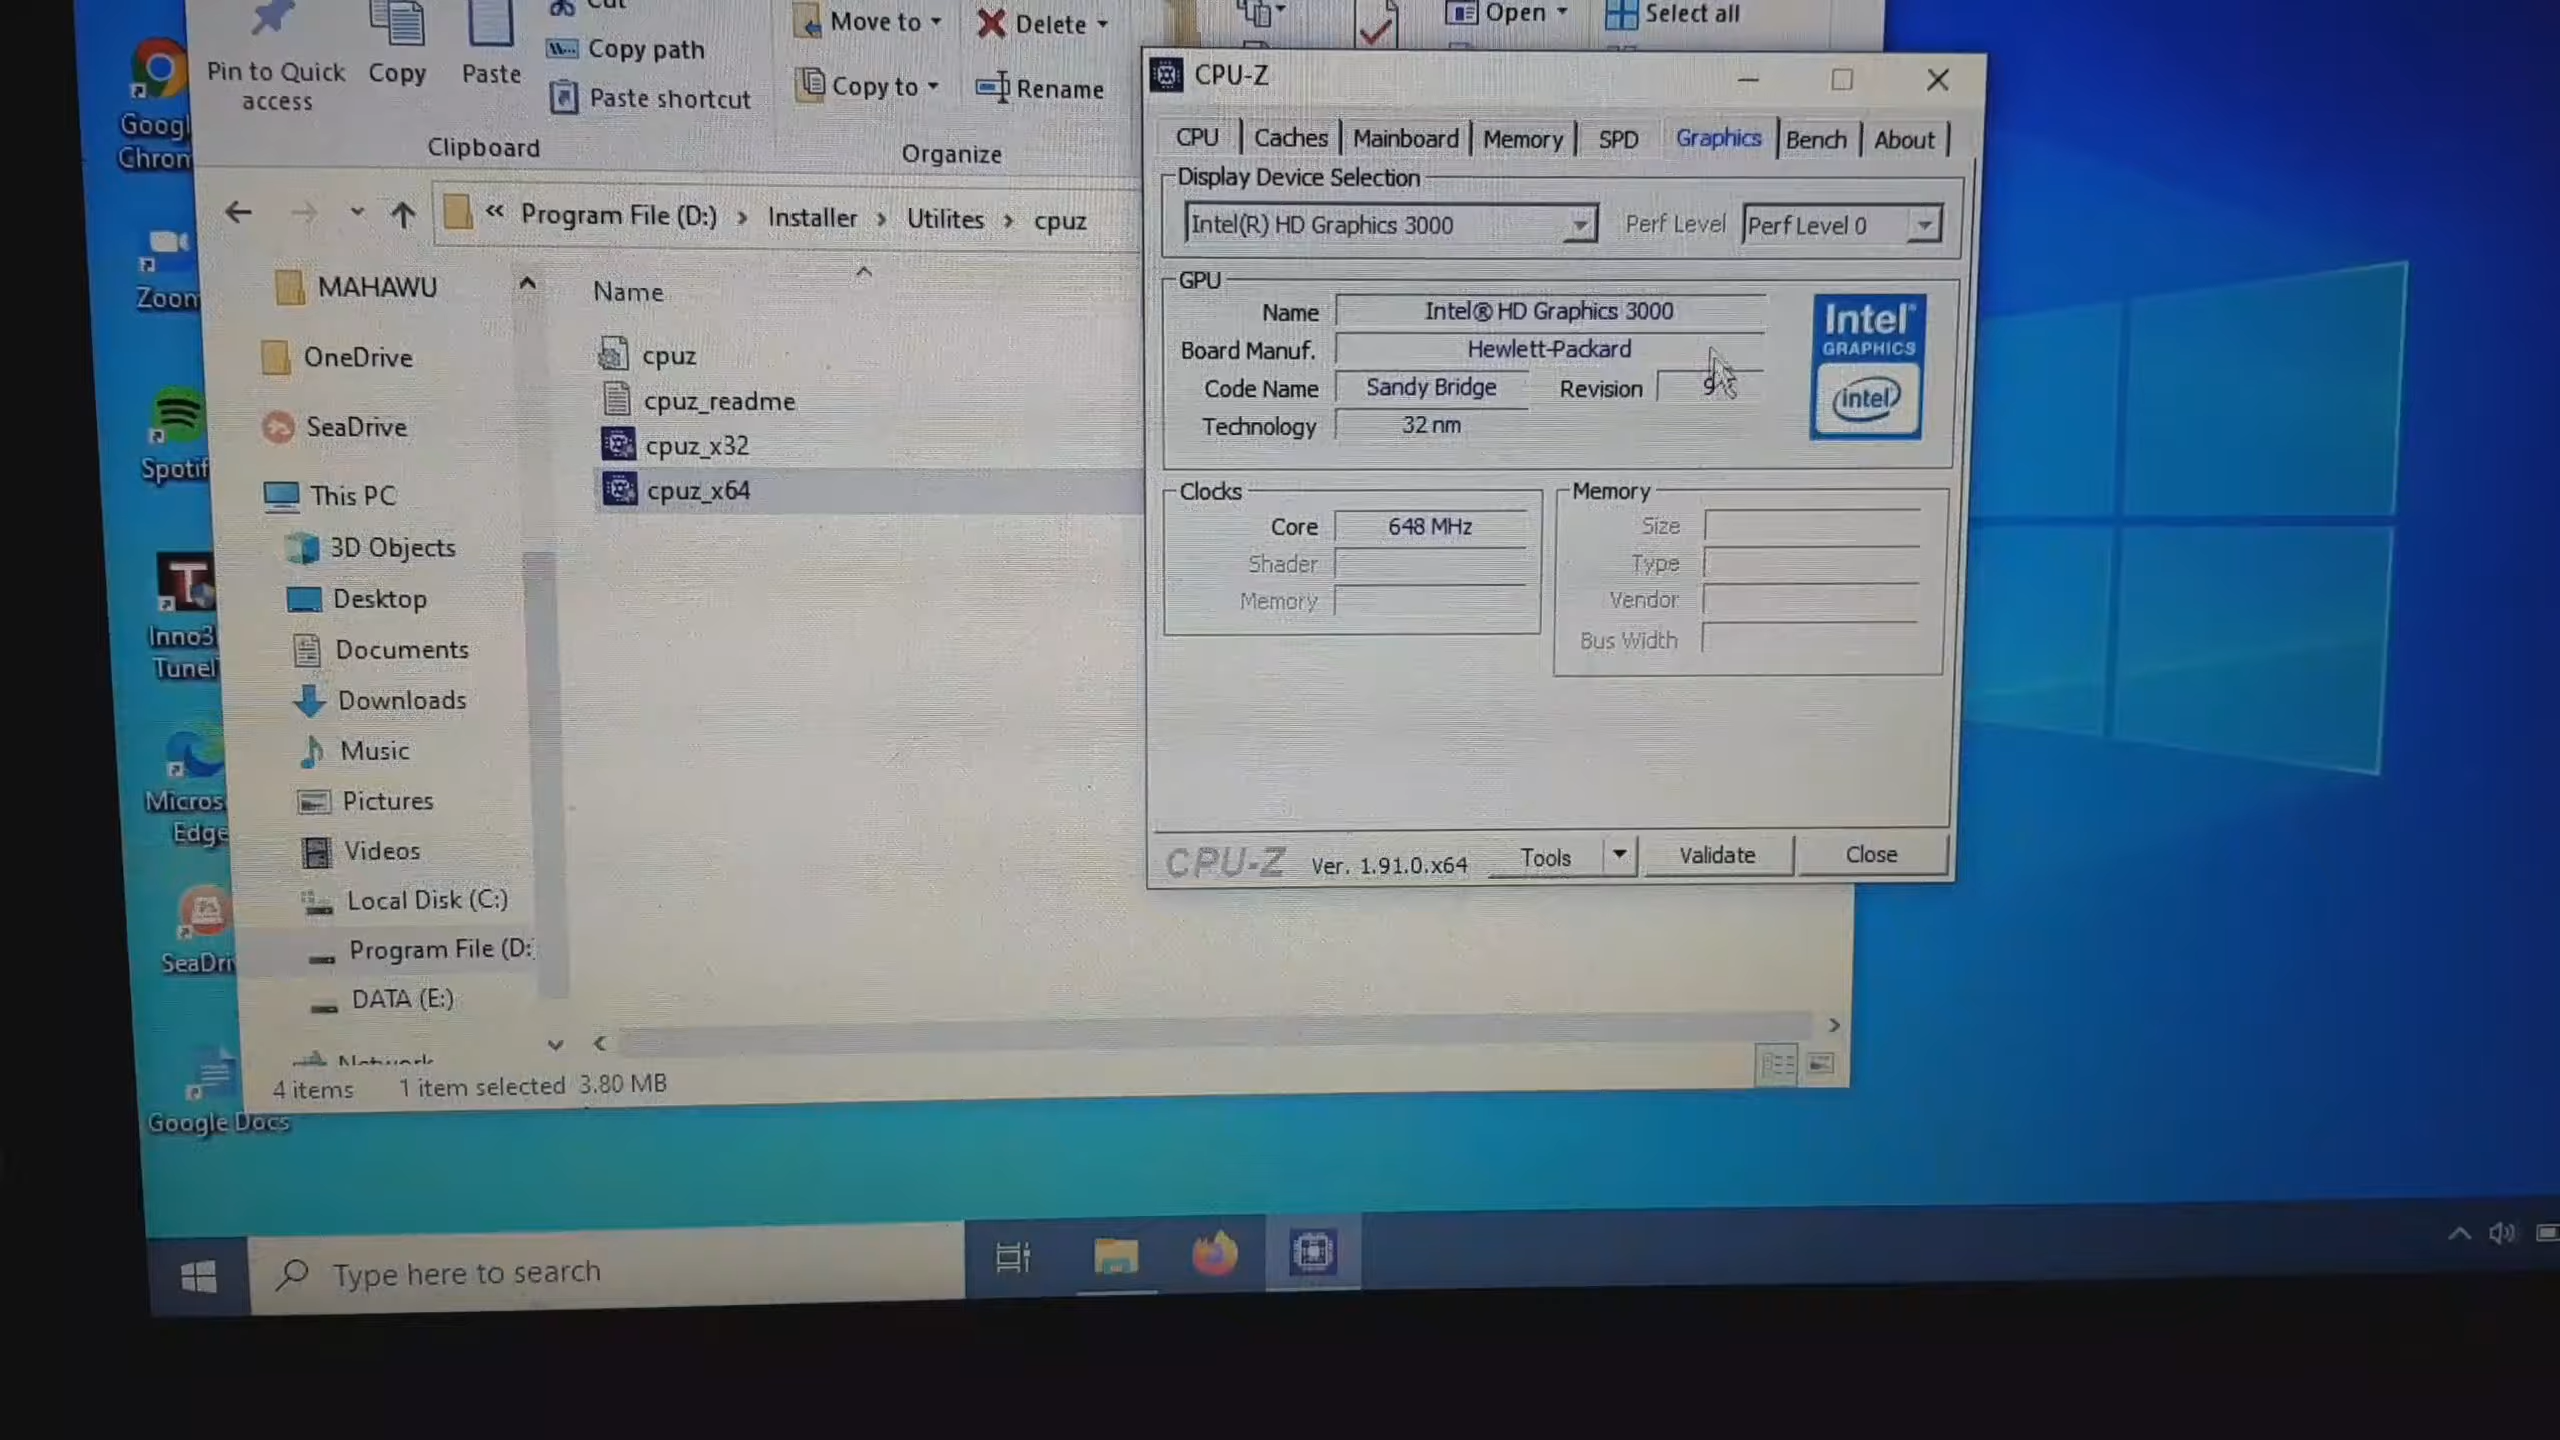 Cut
Pin to Quick
access
Copy
Paste
Copy path
Paste shortcut
Clipboard
Move to
Copy to
Delete
Rename
Organize
Open
Select all
Chrom
Zoom
Spotif
Inno3
Tunel
Micros
Edge
SeaDri
Google Docs
« Program File (D:) › Installer › Utilites › cpuz
MAHAWU
OneDrive
SeaDrive
This PC
3D Objects
Desktop
Documents
Downloads
Music
Pictures
Videos
Local Disk (C:)
Program File (D:
DATA (E:)
Network
Name
cpuz
cpuz_readme
cpuz_x32
cpuz_x64
4 items 1 item selected 3.80 MB
CPU-Z
CPU Caches Mainboard Memory SPD Graphics Bench About
Display Device Selection
Intel(R) HD Graphics 3000 Perf Level Perf Level 0
GPU
Name Intel® HD Graphics 3000
Board Manuf. Hewlett-Packard
Code Name Sandy Bridge Revision 9
Technology 32 nm
Intel®
GRAPHICS
intel
Clocks
Core 648 MHz
Shader
Memory
Memory
Size
Type
Vendor
Bus Width
CPU-Z Ver. 1.91.0.x64 Tools Validate Close
Type here to search